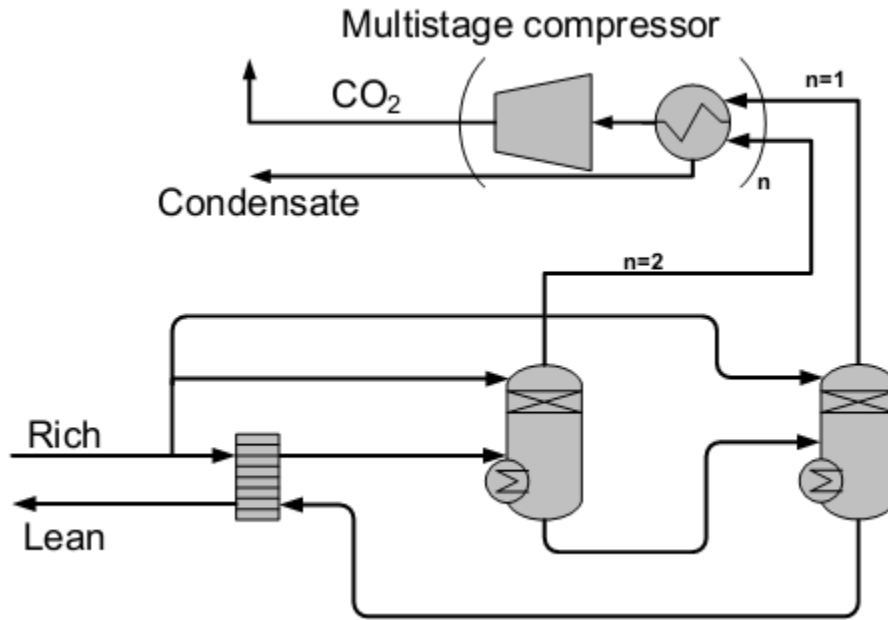 Multistage compressor
n=1
CO₂
n
Condensate
n=2
Rich
Lean